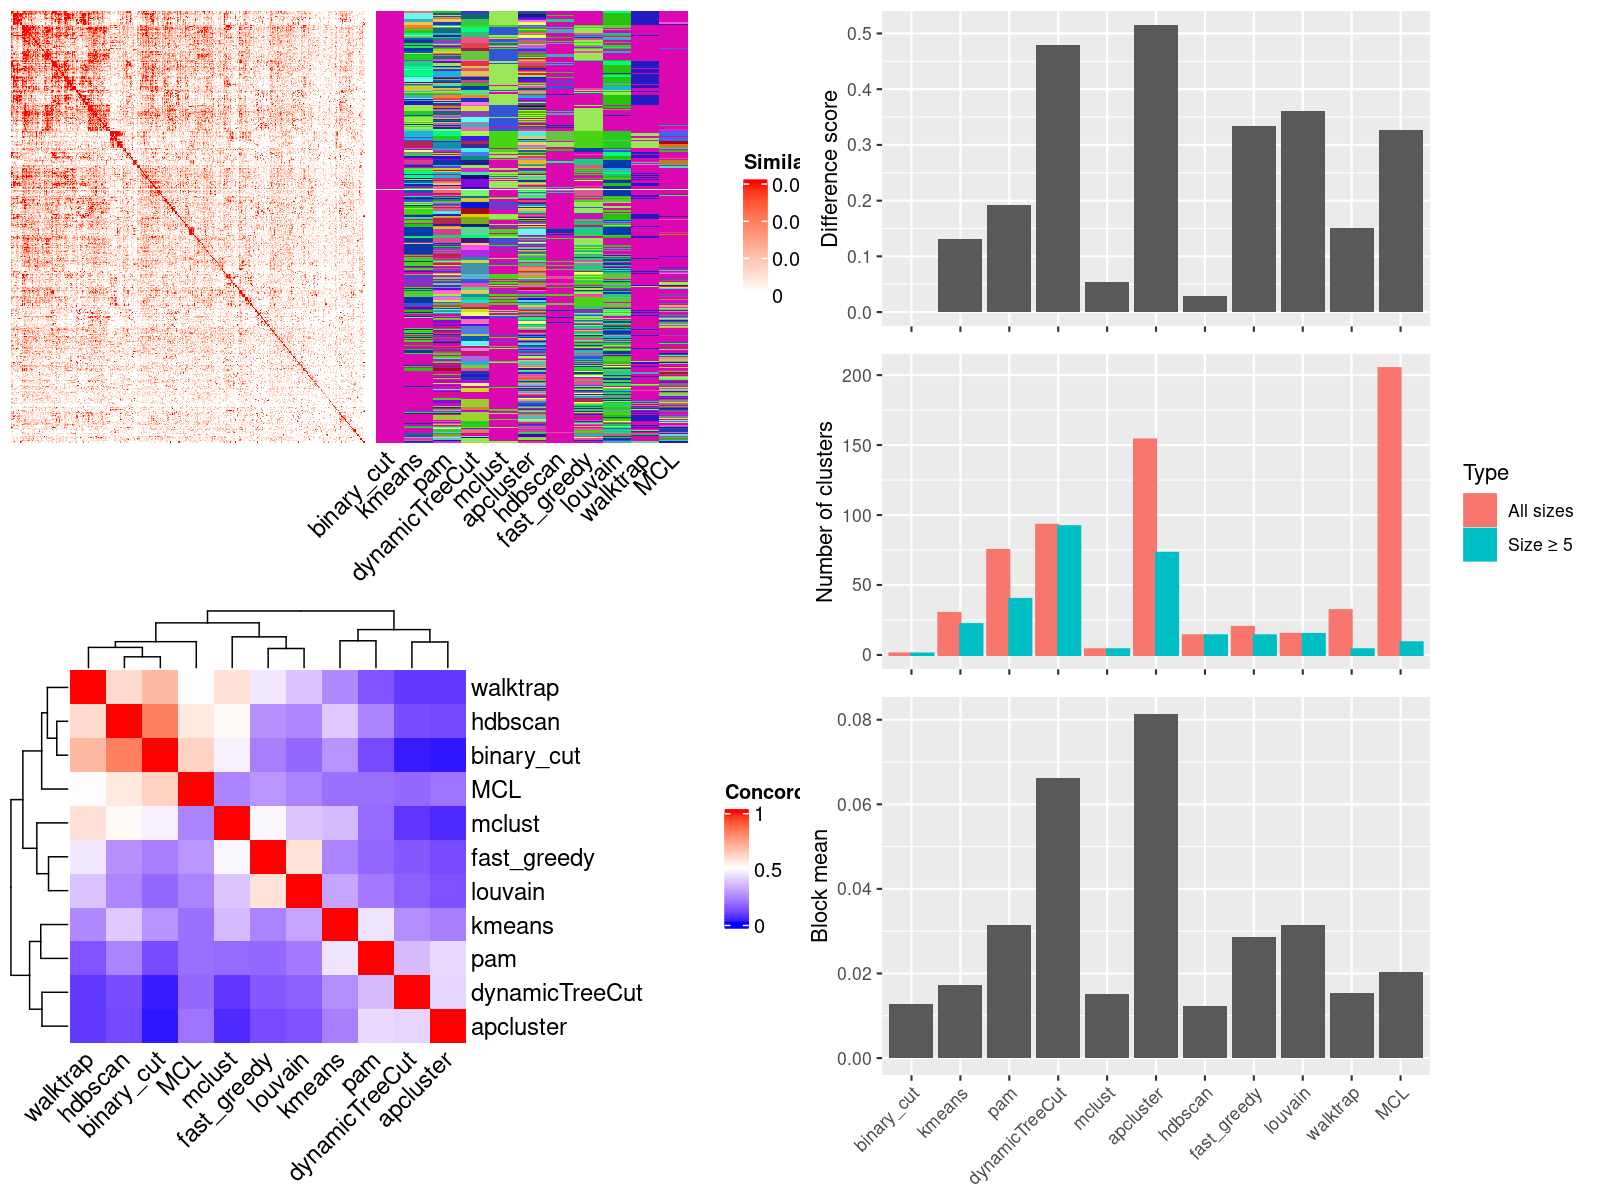 Simila
0.0
0.0
0.0
0
binary_cut
kmeans
pam
dynamicTreeCut
mclust
apcluster
hdbscan
fast_greedy
louvain
walktrap
MCL
walktrap
hdbscan
binary_cut
MCL
mclust
fast_greedy
louvain
kmeans
pam
dynamicTreeCut
apcluster
walktrap
hdbscan
binary_cut
MCL
mclust
fast_greedy
louvain
kmeans
pam
dynamicTreeCut
apcluster
Concord
1
0.5
0
Difference score
0.5
0.4
0.3
0.2
0.1
0.0
Number of clusters
200
150
100
50
0
Type
All sizes
Size ≥ 5
Block mean
0.08
0.06
0.04
0.02
0.00
binary_cut
kmeans
pam
dynamicTreeCut
mclust
apcluster
hdbscan
fast_greedy
louvain
walktrap
MCL